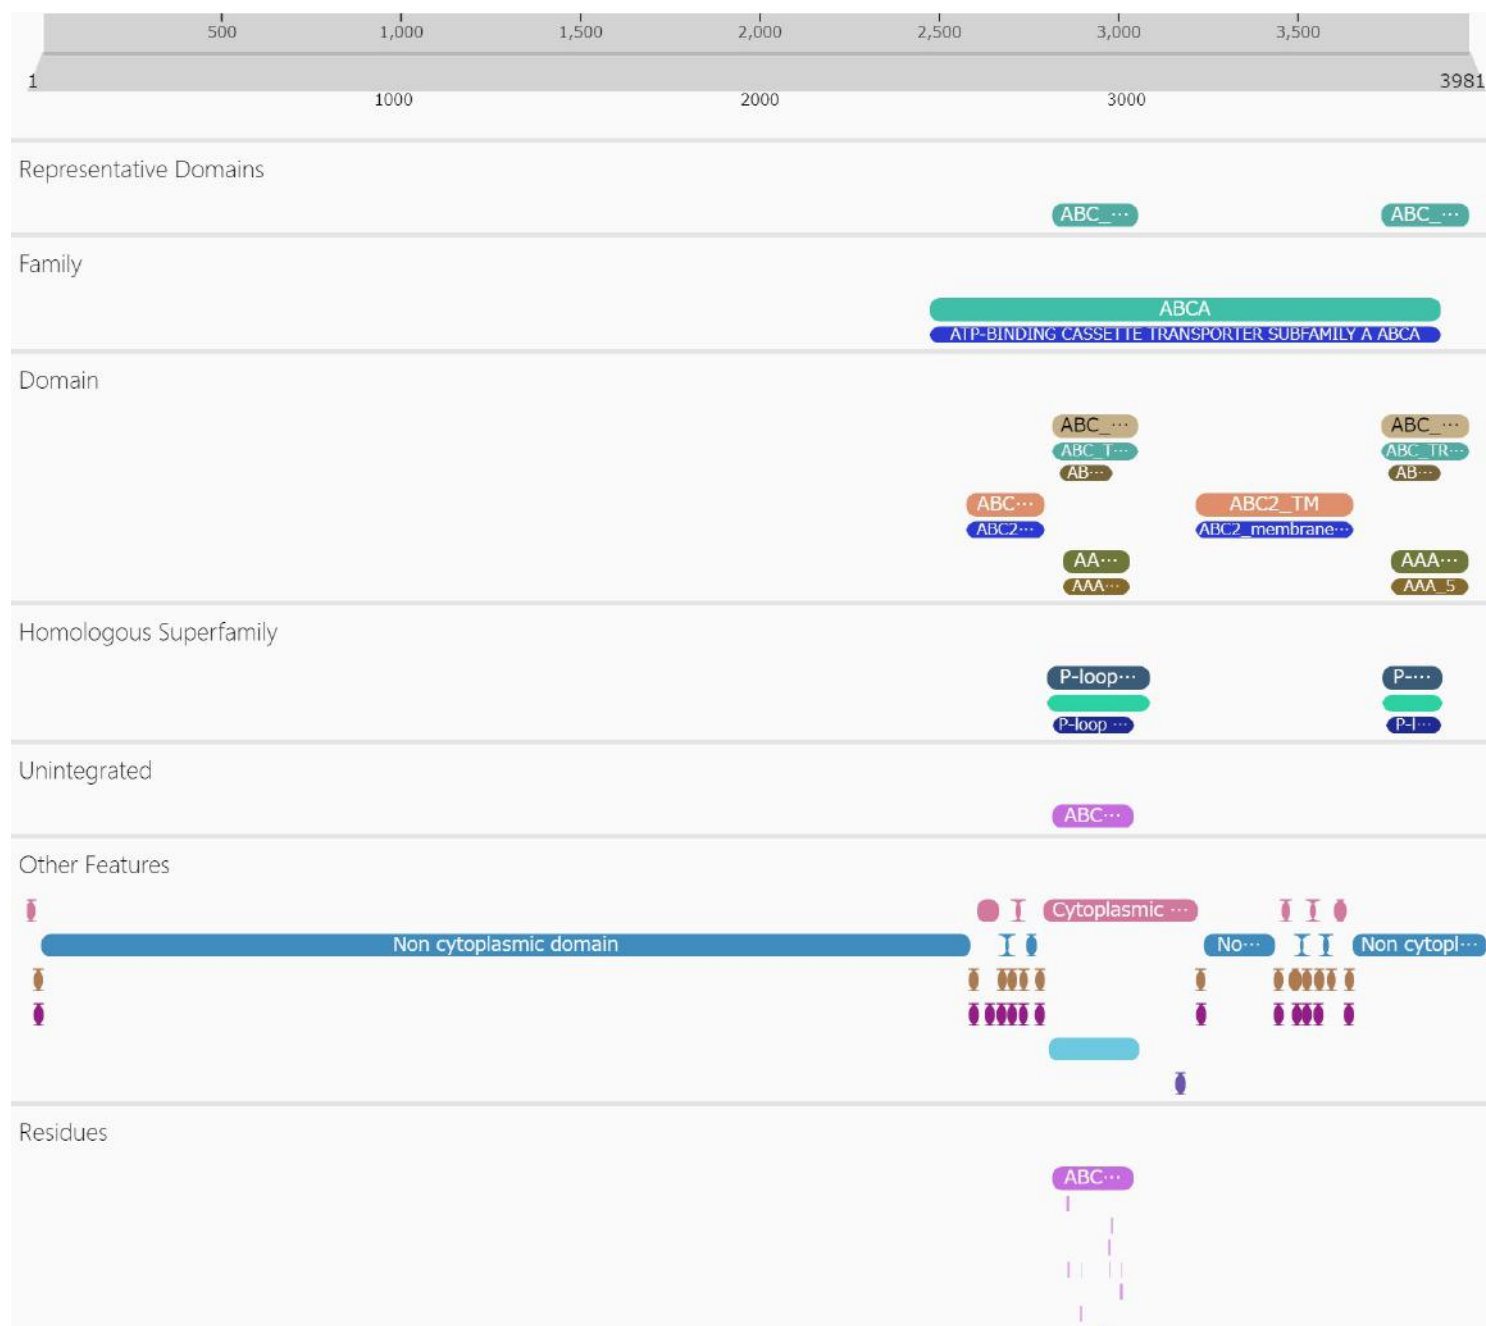 500 1,000 1,500 2,000 2,500 3,000 3,500
1 3981
1000 2000 3000
Representative Domains
ABC_··· ABC_···
Family
ABCA
ATP-BINDING CASSETTE TRANSPORTER SUBFAMILY A ABCA
Domain
ABC_··· ABC_···
ABC_T··· ABC_TR···
AB··· AB···
ABC··· ABC2_TM
ABC2··· ABC2_membrane···
AA··· AAA···
AAA··· AAA_5
Homologous Superfamily
P-loop··· P-···
P-loop ··· P-l···
Unintegrated
ABC···
Other Features
Cytoplasmic ···
Non cytoplasmic domain No··· Non cytopl···
Residues
ABC···